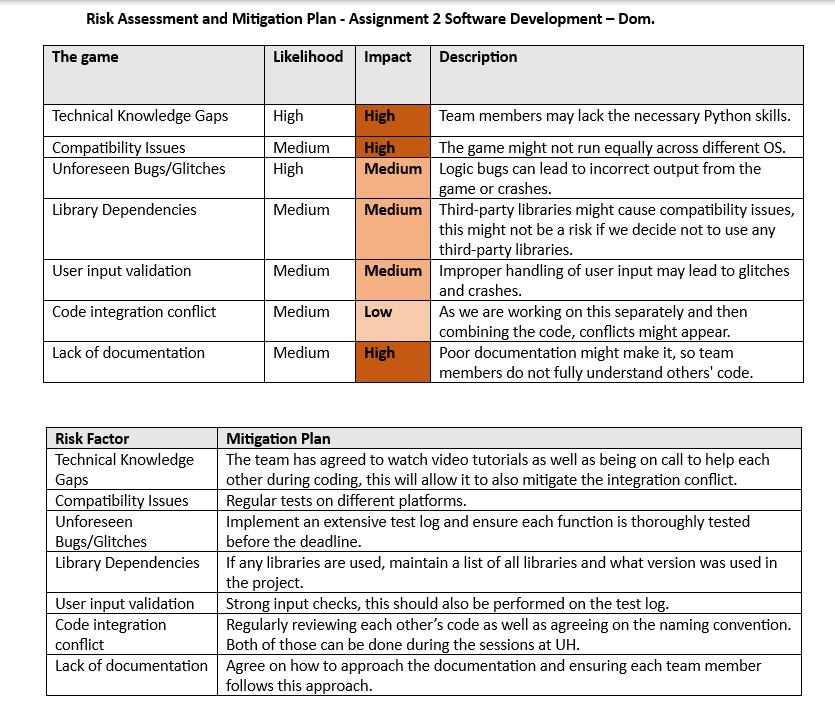 Risk Assessment and Mitigation Plan - Assignment 2 Software Development – Dom.
The game Likelihood Impact Description
Technical Knowledge Gaps High High Team members may lack the necessary Python skills.
Compatibility Issues Medium High The game might not run equally across different OS.
Unforeseen Bugs/Glitches High Medium Logic bugs can lead to incorrect output from the
game or crashes.
Library Dependencies Medium Medium Third-party libraries might cause compatibility issues,
this might not be a risk if we decide not to use any
third-party libraries.
User input validation Medium Medium Improper handling of user input may lead to glitches
and crashes.
Code integration conflict Medium Low As we are working on this separately and then
combining the code, conflicts might appear.
Lack of documentation Medium High Poor documentation might make it, so team
members do not fully understand others' code.
Risk Factor Mitigation Plan
Technical Knowledge The team has agreed to watch video tutorials as well as being on call to help each
Gaps other during coding, this will allow it to also mitigate the integration conflict.
Compatibility Issues Regular tests on different platforms.
Unforeseen Implement an extensive test log and ensure each function is thoroughly tested
Bugs/Glitches before the deadline.
Library Dependencies If any libraries are used, maintain a list of all libraries and what version was used in
the project.
User input validation Strong input checks, this should also be performed on the test log.
Code integration Regularly reviewing each other’s code as well as agreeing on the naming convention.
conflict Both of those can be done during the sessions at UH.
Lack of documentation Agree on how to approach the documentation and ensuring each team member
follows this approach.